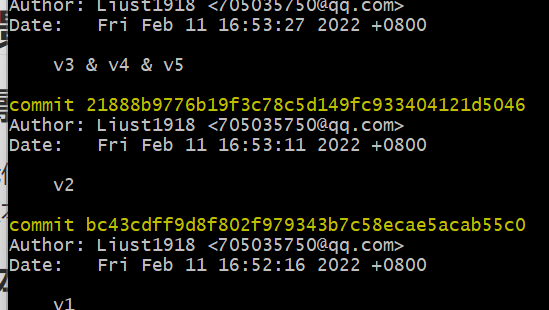 Author: Liust1918 <705035750@qq.com>
Date:   Fri Feb 11 16:53:27 2022 +0800
v3 & v4 & v5
commit 21888b9776b19f3c78c5d149fc933404121d5046
Author: Liust1918 <705035750@qq.com>
Date:   Fri Feb 11 16:53:11 2022 +0800
v2
commit bc43cdff9d8f802f979343b7c58ecae5acab55c0
Author: Liust1918 <705035750@qq.com>
Date:   Fri Feb 11 16:52:16 2022 +0800
v1